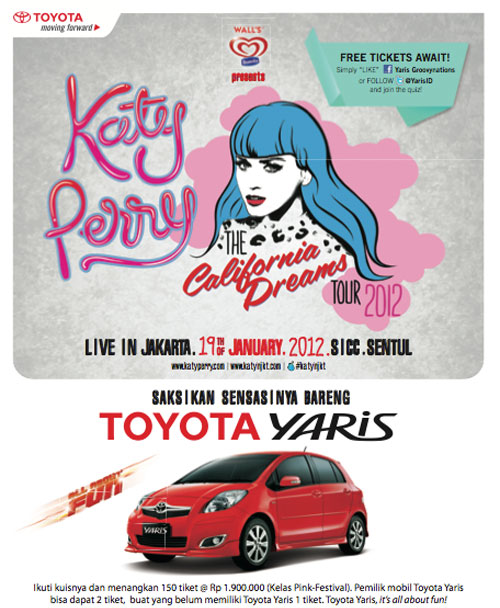 TOYOTA
moving forward
WALL'S
presents
FREE TICKETS AWAIT!
Simply "LIKE" f Yaris Groovynations
or FOLLOW @YarisID
and join the quiz!
Katy
Perry
THE
California
Dreams
TOUR 2012
LIVE IN JAKARTA. 19TH OF JANUARY. 2012. SICC. SENTUL
www.katyperry.com | www.katynjkt.com | #katynjkt
SAKSIKAN SENSASINYA BARENG
TOYOTA YARIS
ALL ABOUT
FUN
YARIS
Ikuti kuisnya dan menangkan 150 tiket @ Rp 1.900.000 (Kelas Pink-Festival). Pemilik mobil Toyota Yaris
bisa dapat 2 tiket, buat yang belum memiliki Toyota Yaris 1 tiket. Toyota Yaris, it's all about fun!